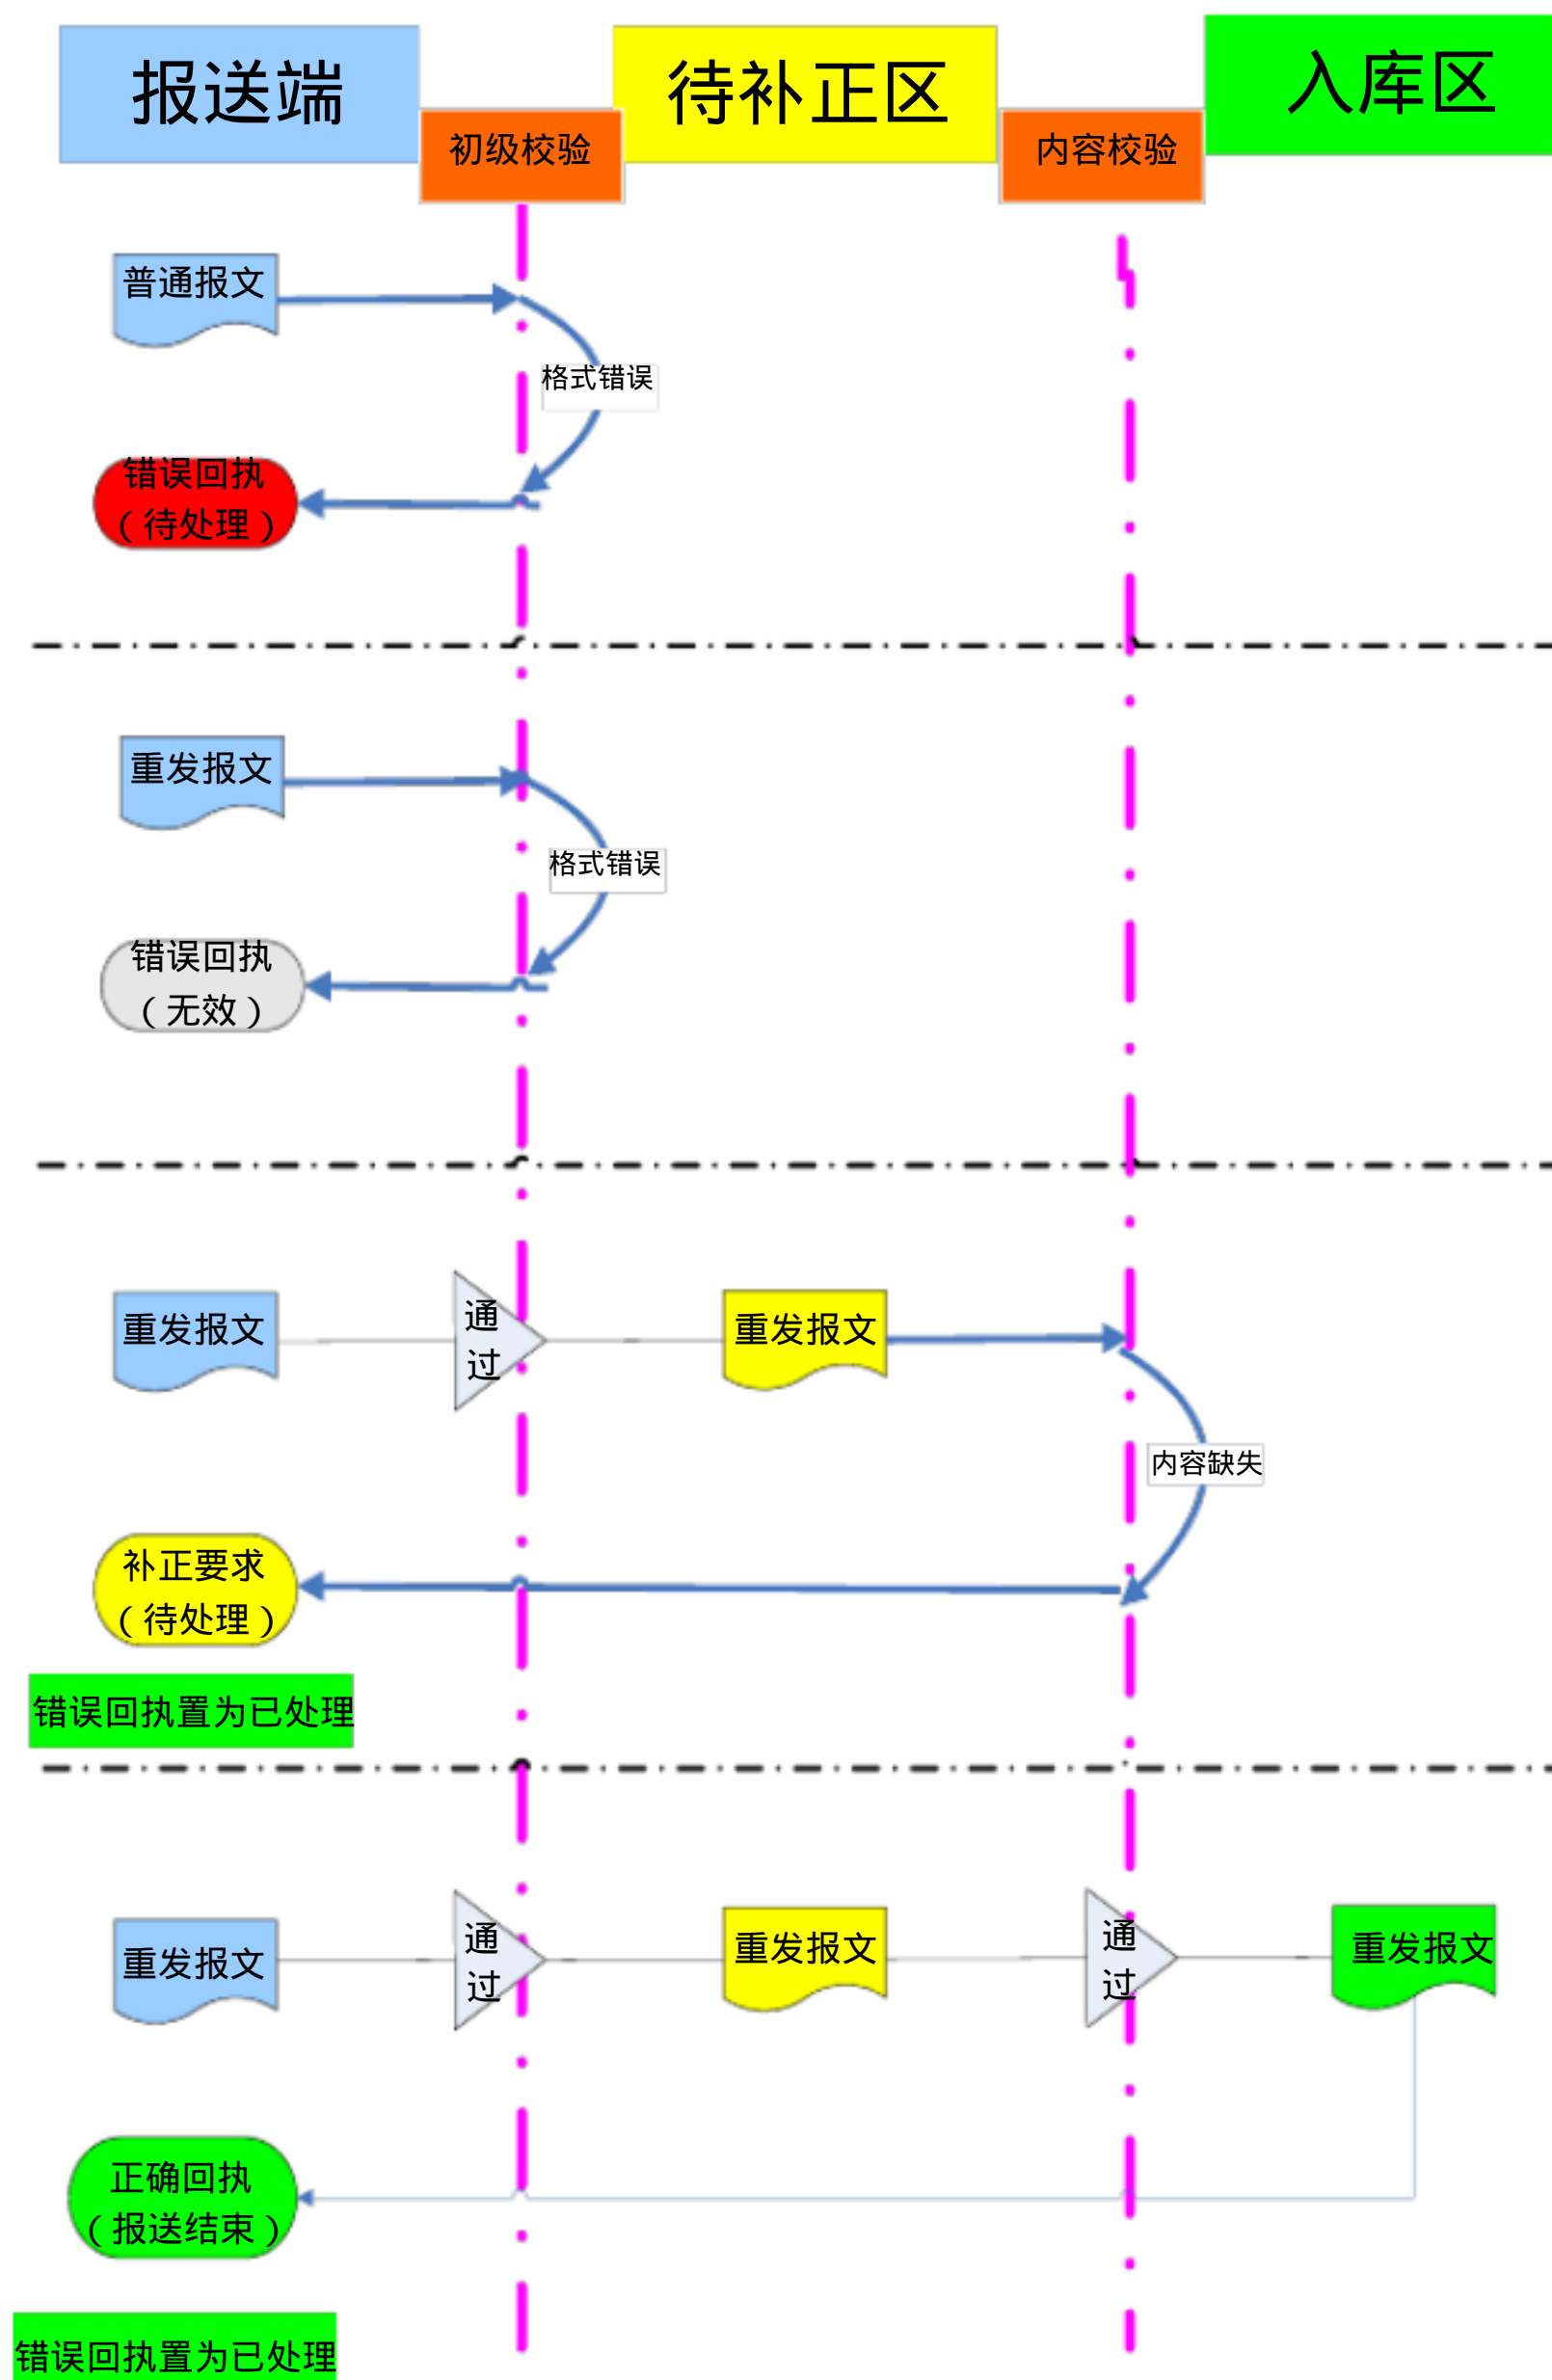 报送端
待补正区
入库区
初级校验
内容校验
普通报文
格式错误
错误回执
（待处理）
重发报文
格式错误
错误回执
（无效）
重发报文
通
过
重发报文
内容缺失
补正要求
（待处理）
错误回执置为已处理
重发报文
通
过
重发报文
通
过
重发报文
正确回执
（报送结束）
错误回执置为已处理